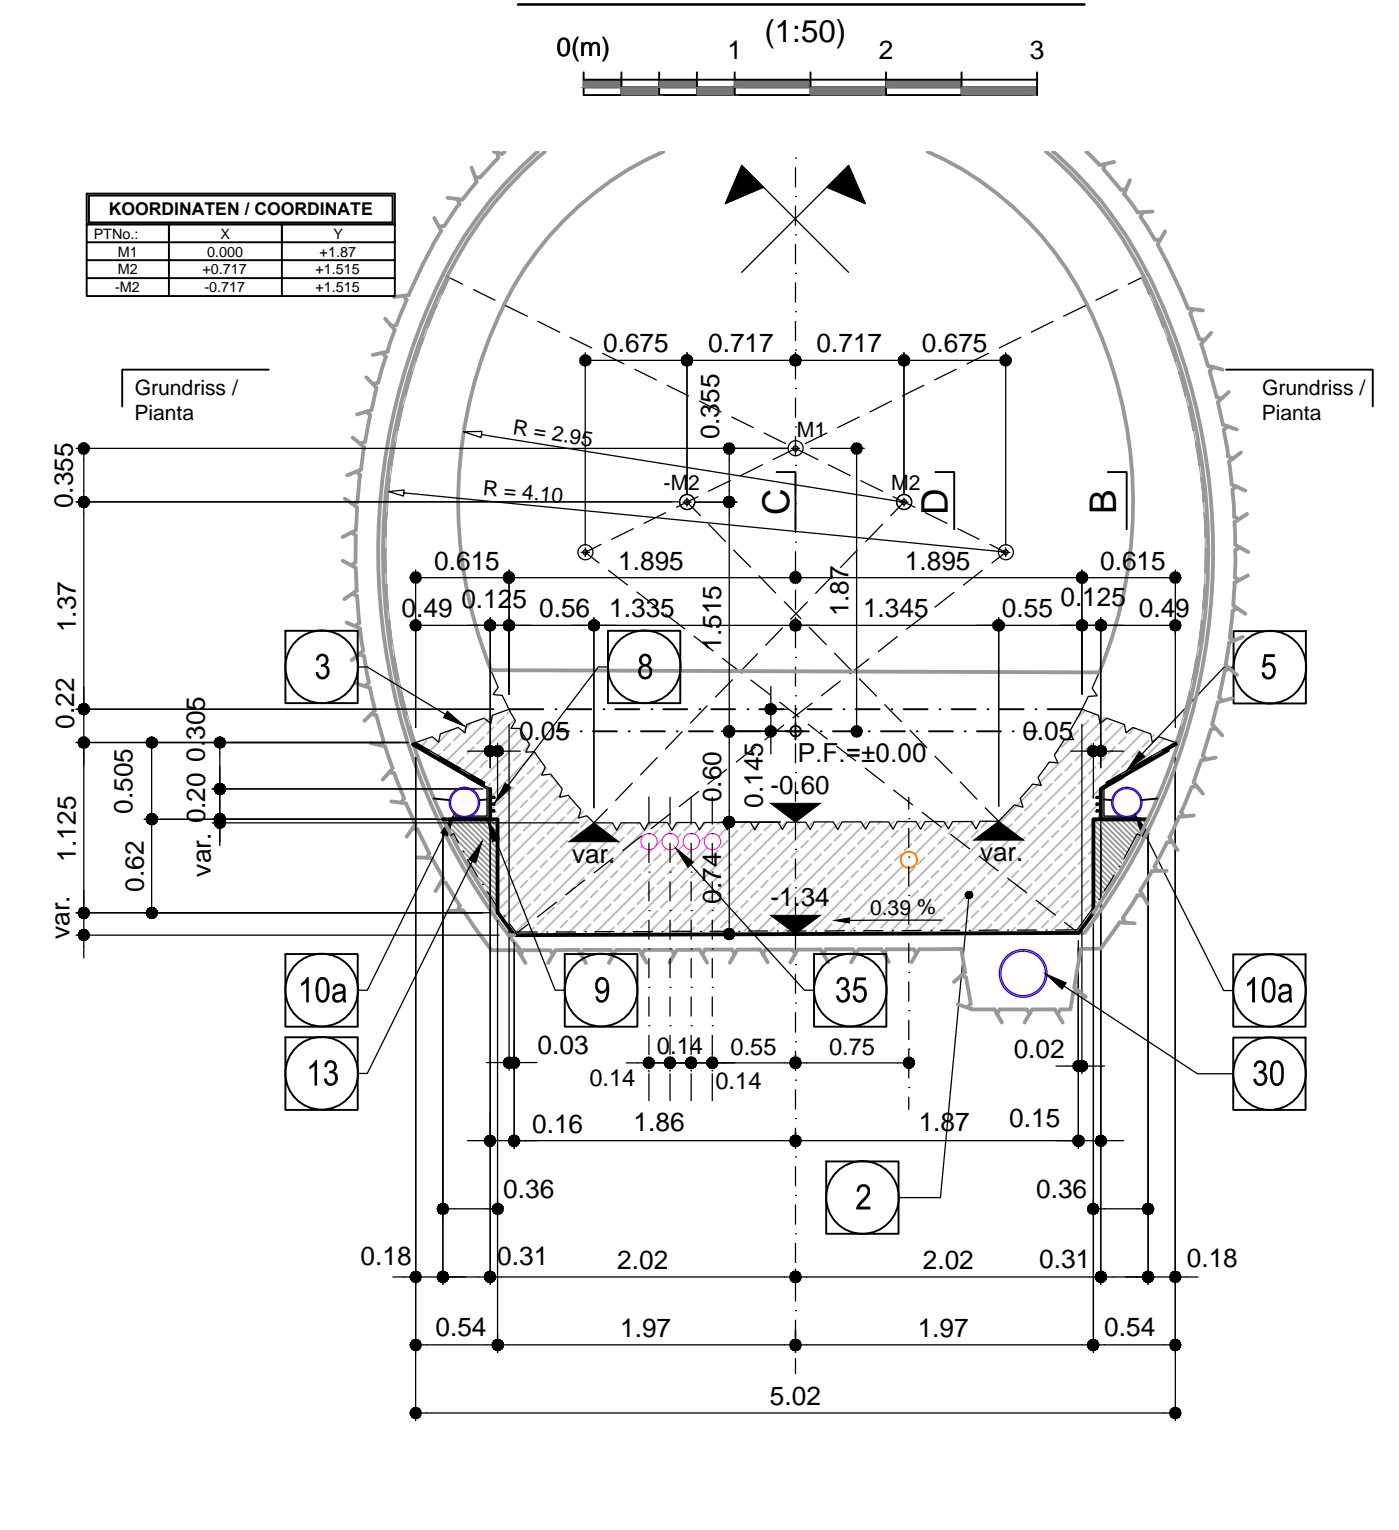 (1:50)
0(m) 1 2 3
KOORDINATEN / COORDINATE
PTNo.: X Y
M1 0.000 +1.87
M2 +0.717 +1.515
-M2 -0.717 +1.515
Grundriss /
Pianta
Grundriss /
Pianta
0.675 0.717 0.717 0.675
0.355
M1
R = 2.95
R = 4.10
-M2
M2
C
D
B
0.355
1.37
0.22
1.125
var.
0.505
0.62
0.305
0.20
var.
0.615 1.895 1.895 0.615
0.49 0.125 0.56 1.335 1.345 0.55 0.125 0.49
1.515
1.87
3
8
5
0.05
0.05
P.F.=±0.00
0.60
0.145
-0.60
var.
var.
0.74
-1.34
0.39 %
10a
9
35
10a
13
30
0.03
0.14
0.55
0.75
0.02
0.14
0.14
0.16 1.86 1.87 0.15
2
0.36
0.36
0.18 0.31 2.02 2.02 0.31 0.18
0.54 1.97 1.97 0.54
5.02